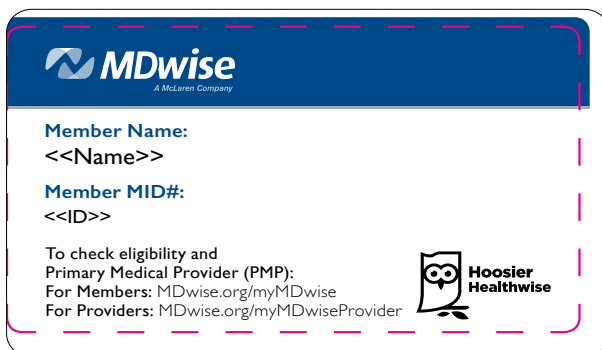 MDwise
A McLaren Company
Member Name:
<<Name>>
Member MID#:
<<ID>>
To check eligibility and
Primary Medical Provider (PMP):
For Members: MDwise.org/myMDwise
For Providers: MDwise.org/myMDwiseProvider
Hoosier
Healthwise